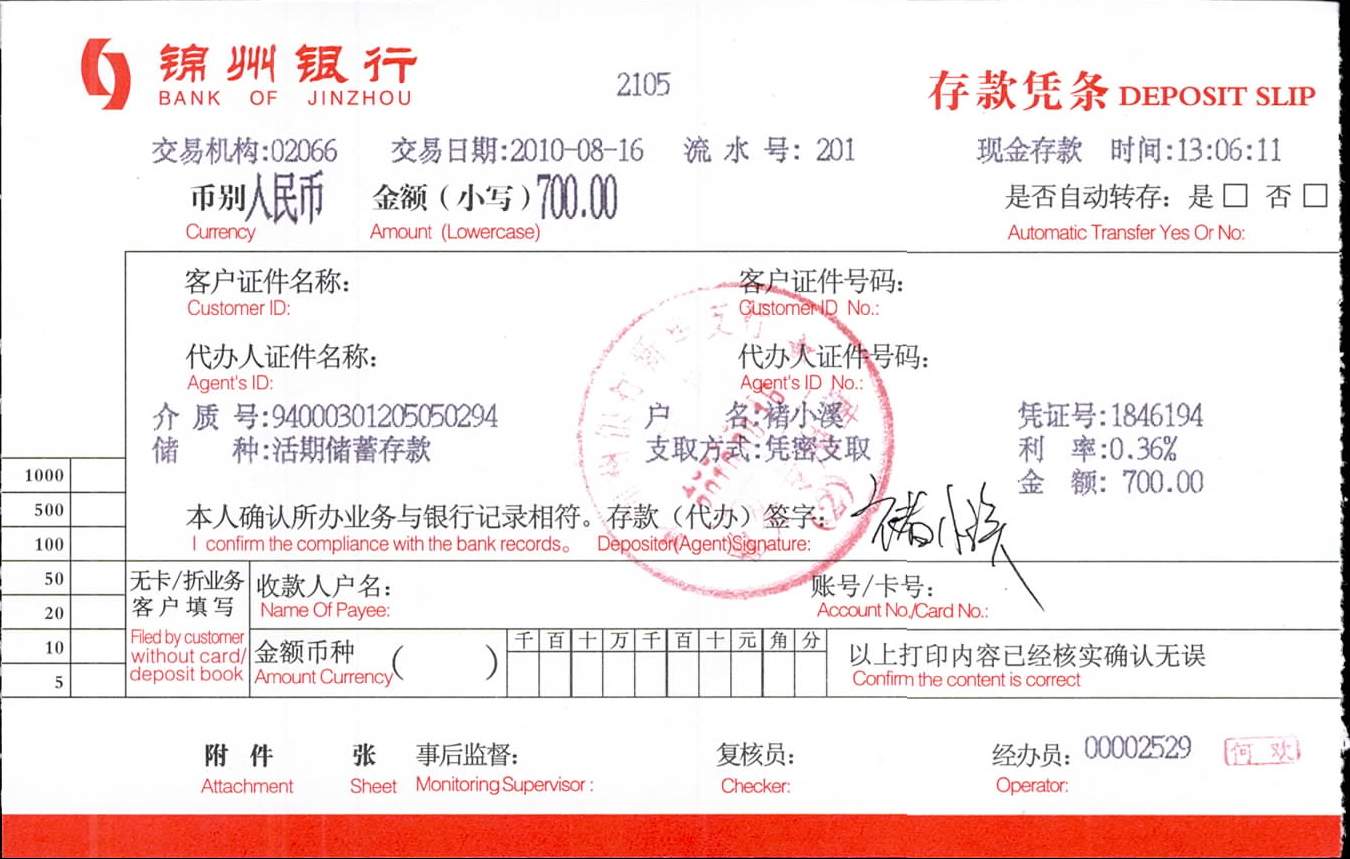 锦州银行
BANK OF JINZHOU
2105
存款凭条 DEPOSIT SLIP
交易机构:02066 交易日期:2010-08-16 流水号: 201 现金存款 时间:13:06:11
币别 人民币 金额(小写) 700.00 是否自动转存: 是 □ 否 □
Currency Amount (Lowercase) Automatic Transfer Yes Or No:
客户证件名称: 客户证件号码:
Customer ID: Customer ID No.:
代办人证件名称: 代办人证件号码:
Agent's ID: Agent's ID No.:
介质号:94000301205050294 户名:褚小溪 凭证号:1846194
储种:活期储蓄存款 支取方式:凭密支取 利率:0.36%
金额: 700.00
本人确认所办业务与银行记录相符。存款(代办)签字: 褚小溪
I confirm the compliance with the bank records。 Depositor(Agent)Signature:
1000
500
100
50
20
10
5
无卡/折业务
客户填写
Filed by customer
without card/
deposit book
收款人户名: 账号/卡号:
Name Of Payee: Account No./Card No.:
金额币种 ( ) 千 百 十 万 千 百 十 元 角 分
Amount Currency
以上打印内容已经核实确认无误
Confirm the content is correct
附件 张 事后监督: 复核员: 经办员: 00002529 何欢
Attachment Sheet Monitoring Supervisor : Checker: Operator: